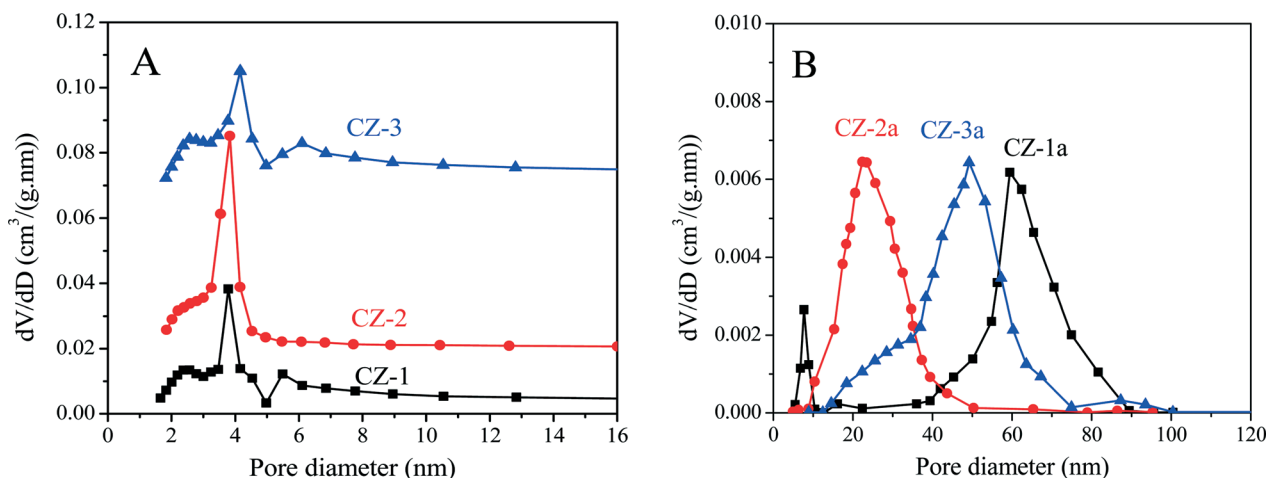 A
CZ-3
CZ-2
CZ-1
0.12
0.10
0.08
0.06
0.04
0.02
0.00
0 2 4 6 8 10 12 14 16
Pore diameter (nm)
dV/dD (cm³/(g.nm))
B
CZ-2a CZ-3a CZ-1a
0.010
0.008
0.006
0.004
0.002
0.000
0 20 40 60 80 100 120
Pore diameter (nm)
dV/dD (cm³/(g.nm))